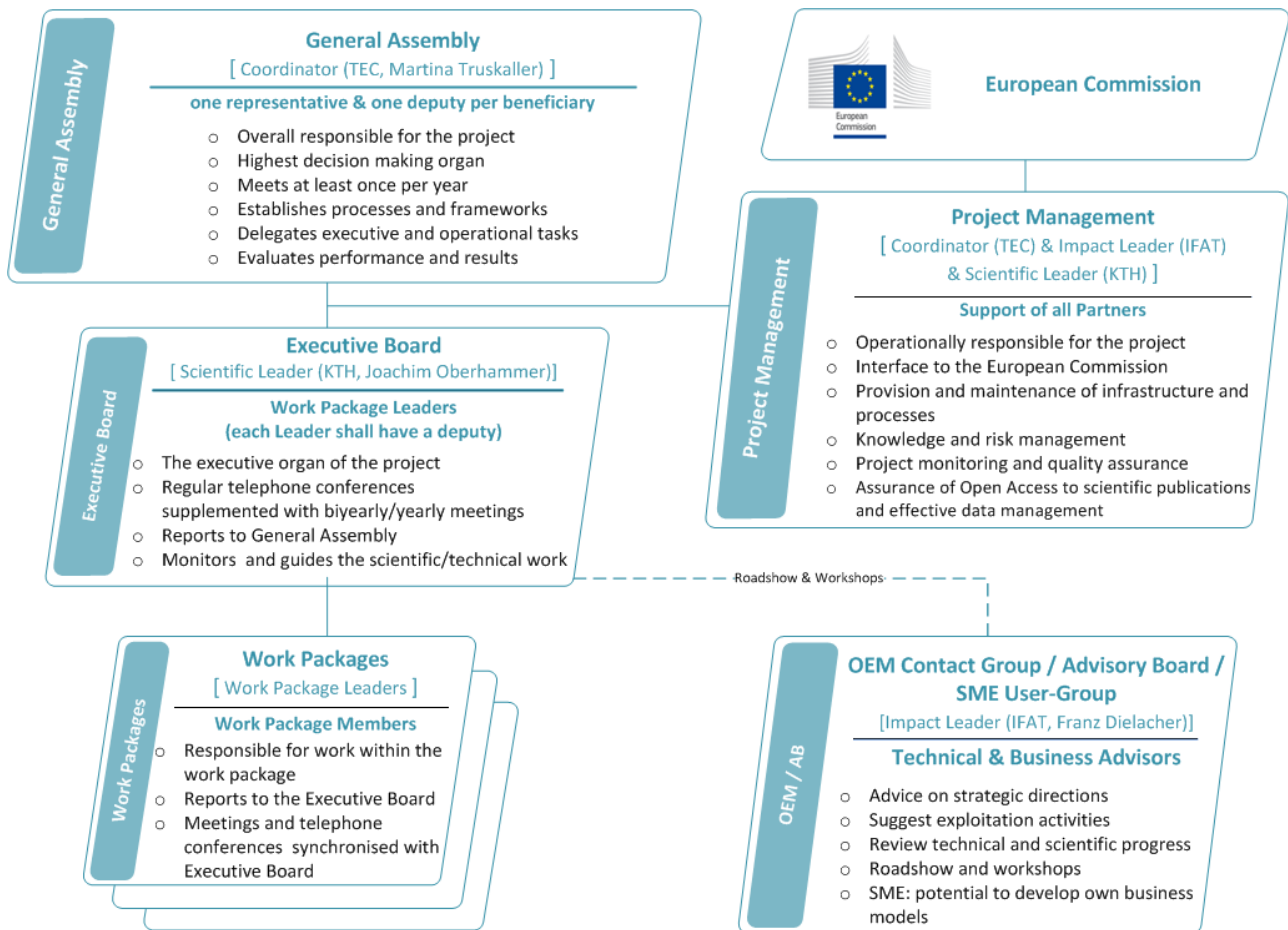 General Assembly
General Assembly
[ Coordinator (TEC, Martina Truskaller) ]
one representative & one deputy per beneficiary
o Overall responsible for the project
o Highest decision making organ
o Meets at least once per year
o Establishes processes and frameworks
o Delegates executive and operational tasks
o Evaluates performance and results
European
Commission
European Commission
Project Management
Project Management
[ Coordinator (TEC) & Impact Leader (IFAT)
& Scientific Leader (KTH) ]
Support of all Partners
o Operationally responsible for the project
o Interface to the European Commission
o Provision and maintenance of infrastructure and
processes
o Knowledge and risk management
o Project monitoring and quality assurance
o Assurance of Open Access to scientific publications
and effective data management
Executive Board
Executive Board
[ Scientific Leader (KTH, Joachim Oberhammer)]
Work Package Leaders
(each Leader shall have a deputy)
o The executive organ of the project
o Regular telephone conferences
supplemented with biyearly/yearly meetings
o Reports to General Assembly
o Monitors and guides the scientific/technical work
Roadshow & Workshops
Work Packages
Work Packages
[ Work Package Leaders ]
Work Package Members
o Responsible for work within the
work package
o Reports to the Executive Board
o Meetings and telephone
conferences synchronised with
Executive Board
OEM / AB
OEM Contact Group / Advisory Board /
SME User-Group
[Impact Leader (IFAT, Franz Dielacher)]
Technical & Business Advisors
o Advice on strategic directions
o Suggest exploitation activities
o Review technical and scientific progress
o Roadshow and workshops
o SME: potential to develop own business
models